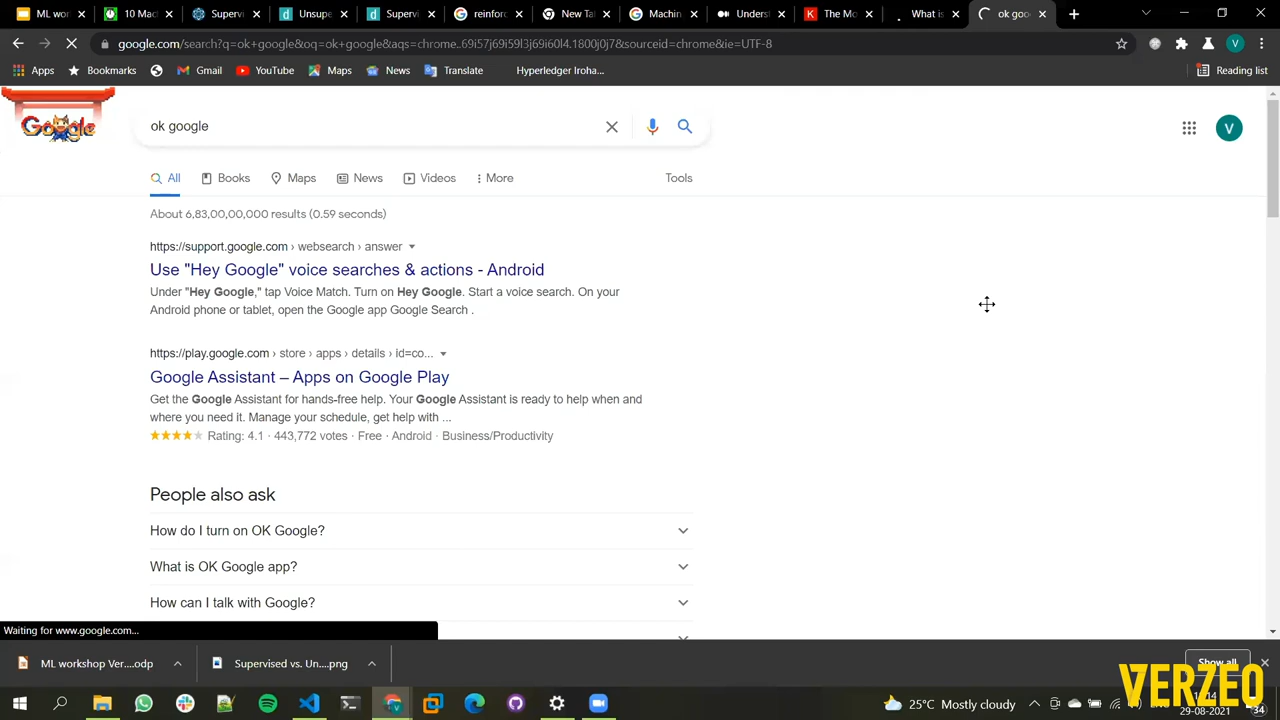 ML wo
10 Mach
Supervi
Unsupe
Supervi
reinfor
New Ta
Machin
Underst
The Mo
What is
ok goo
google.com/search?q=ok+google&oq=ok+google&aqs=chrome..69i57j69i59l3j69i60l4.1800j0j7&sourceid=chrome&ie=UTF-8
V
Apps
Bookmarks
Gmail
YouTube
Maps
News
Translate
Hyperledger Iroha...
Reading list
Google
ok google
V
All
Books
Maps
News
Videos
More
Tools
About 6,83,00,00,000 results (0.59 seconds)
https://support.google.com › websearch › answer
Use "Hey Google" voice searches & actions - Android
Under "Hey Google," tap Voice Match. Turn on Hey Google. Start a voice search. On your
Android phone or tablet, open the Google app Google Search .
https://play.google.com › store › apps › details › id=co...
Google Assistant – Apps on Google Play
Get the Google Assistant for hands-free help. Your Google Assistant is ready to help when and
where you need it. Manage your schedule, get help with ...
Rating: 4.1 · 443,772 votes · Free · Android · Business/Productivity
People also ask
How do I turn on OK Google?
What is OK Google app?
How can I talk with Google?
Waiting for www.google.com...
ML workshop Ver....odp
Supervised vs. Un....png
Show all
VERZEO
25°C Mostly cloudy
29-08-2021
34